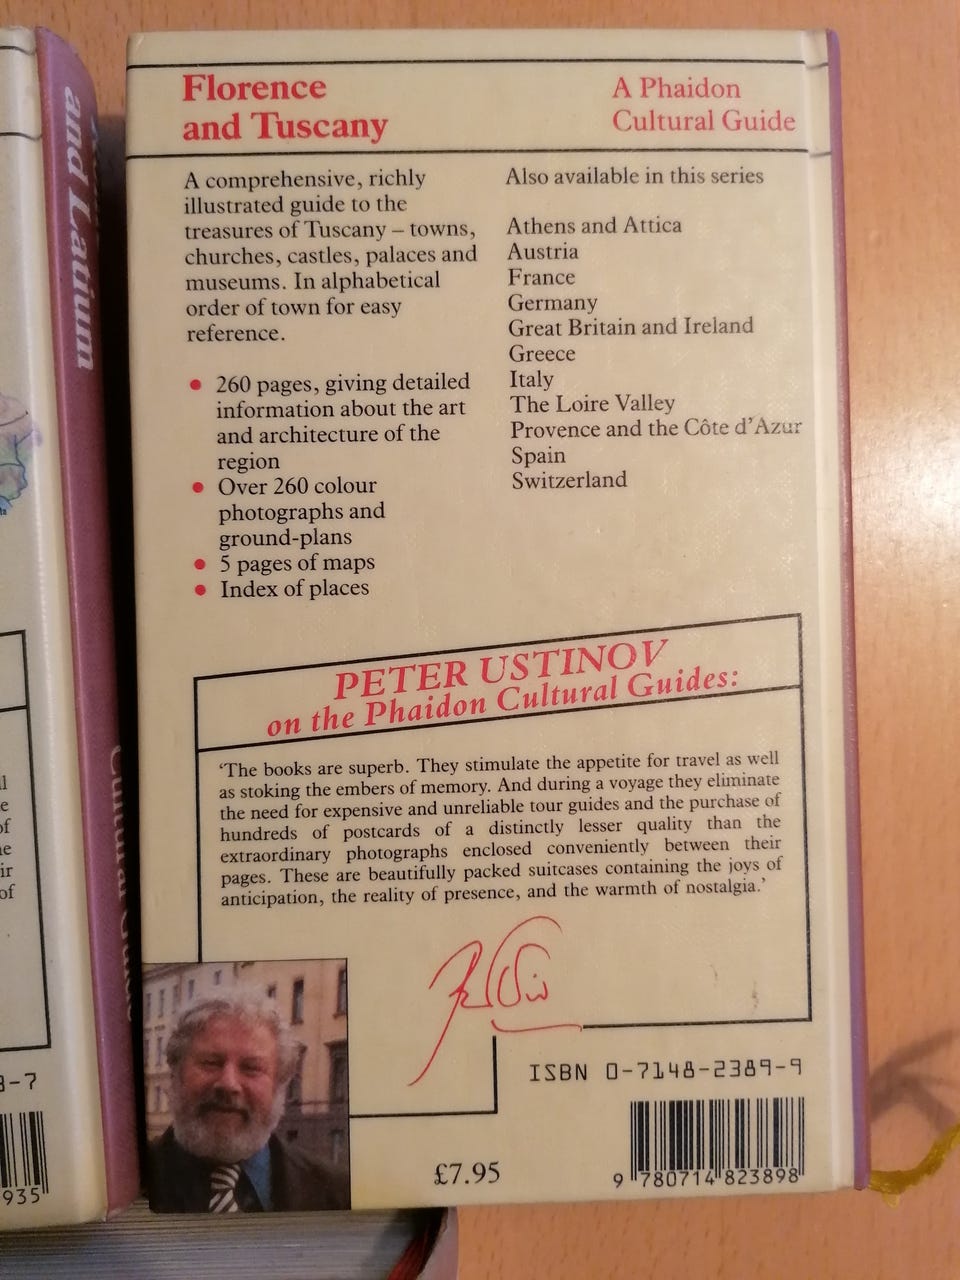 and Latium
Florence
and Tuscany
A Phaidon
Cultural Guide
A comprehensive, richly
illustrated guide to the
treasures of Tuscany – towns,
churches, castles, palaces and
museums. In alphabetical
order of town for easy
reference.
• 260 pages, giving detailed
information about the art
and architecture of the
region
• Over 260 colour
photographs and
ground-plans
• 5 pages of maps
• Index of places
Also available in this series
Athens and Attica
Austria
France
Germany
Great Britain and Ireland
Greece
Italy
The Loire Valley
Provence and the Côte d'Azur
Spain
Switzerland
PETER USTINOV
on the Phaidon Cultural Guides:
'The books are superb. They stimulate the appetite for travel as well
as stoking the embers of memory. And during a voyage they eliminate
the need for expensive and unreliable tour guides and the purchase of
hundreds of postcards of a distinctly lesser quality than the
extraordinary photographs enclosed conveniently between their
pages. These are beautifully packed suitcases containing the joys of
anticipation, the reality of presence, and the warmth of nostalgia.'
ISBN 0-7148-2389-9
£7.95
9 780714 823898
of
of
-7
935